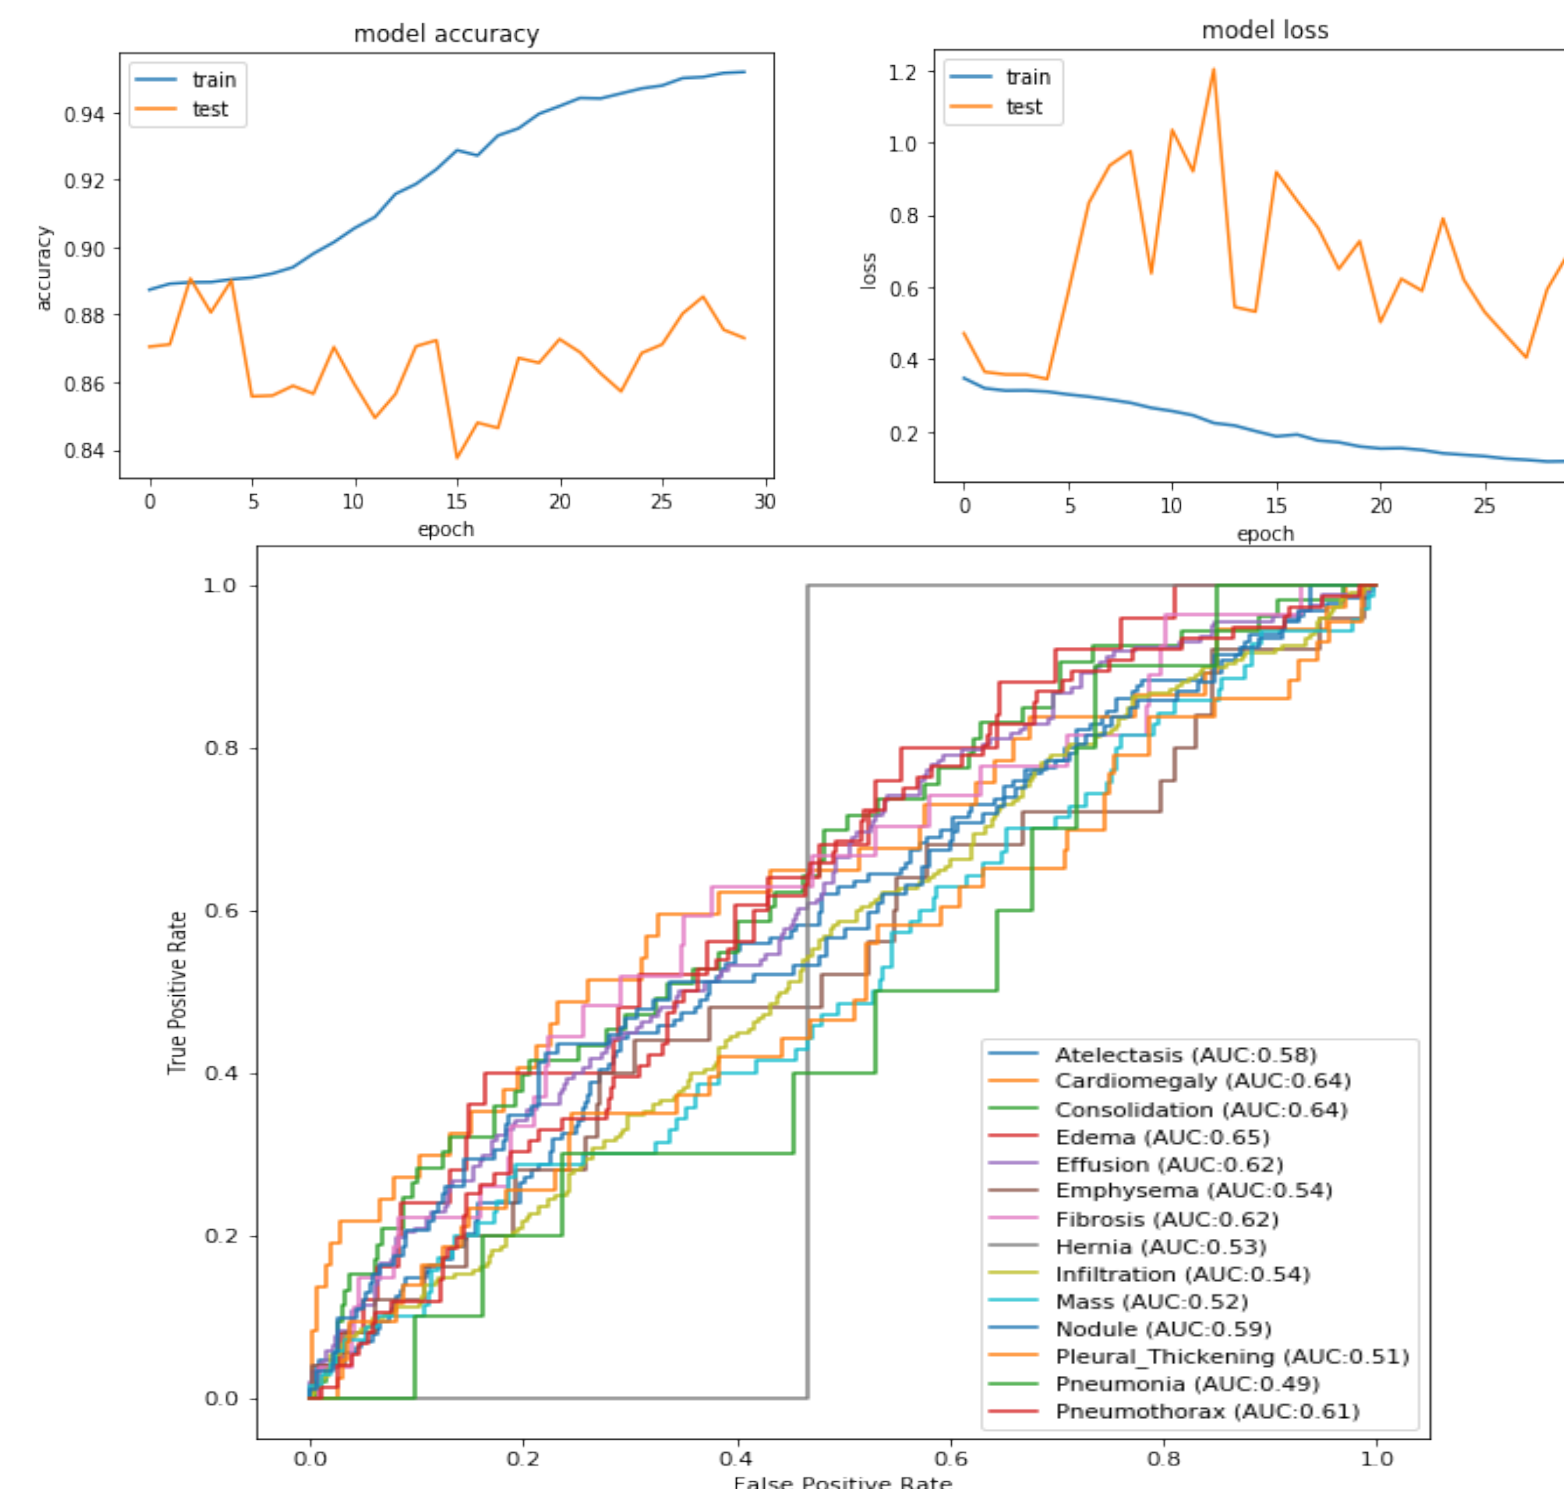 model accuracy
train
test
0.94
0.92
0.90
0.88
0.86
0.84
accuracy
0 5 10 15 20 25 30
epoch
model loss
train
test
1.2
1.0
0.8
0.6
0.4
0.2
loss
0 5 10 15 20 25
epoch
1.0
0.8
0.6
0.4
0.2
0.0
True Positive Rate
Atelectasis (AUC:0.58)
Cardiomegaly (AUC:0.64)
Consolidation (AUC:0.64)
Edema (AUC:0.65)
Effusion (AUC:0.62)
Emphysema (AUC:0.54)
Fibrosis (AUC:0.62)
Hernia (AUC:0.53)
Infiltration (AUC:0.54)
Mass (AUC:0.52)
Nodule (AUC:0.59)
Pleural_Thickening (AUC:0.51)
Pneumonia (AUC:0.49)
Pneumothorax (AUC:0.61)
0.0 0.2 0.4 0.6 0.8 1.0
False Positive Rate